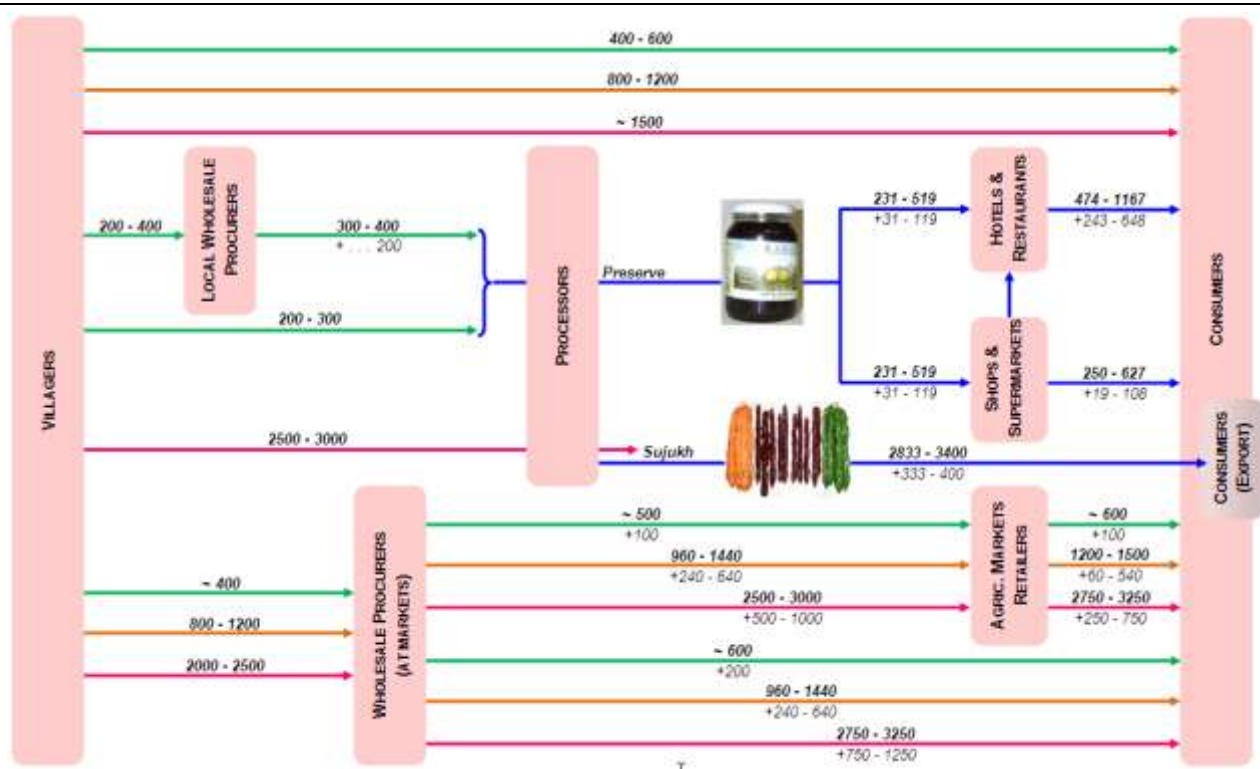 400 - 600
800 - 1200
~ 1500
VILLAGERS
200 - 400
LOCAL WHOLESALE
PROCURERS
300 - 400
+ . . . 200
200 - 300
2500 - 3000
PROCESSORS
Preserve
231 - 519
+31 - 119
HOTELS &
RESTAURANTS
474 - 1167
+243 - 648
231 - 519
+31 - 119
SHOPS &
SUPERMARKETS
250 - 627
+19 - 108
Sujukh
2833 - 3400
+333 - 400
CONSUMERS
CONSUMERS
(EXPORT)
~ 400
800 - 1200
2000 - 2500
WHOLESALE PROCURERS
(AT MARKETS)
~ 500
+100
960 - 1440
+240 - 640
2500 - 3000
+500 - 1000
AGRIC. MARKETS
RETAILERS
~ 600
+100
1200 - 1500
+60 - 540
2750 - 3250
+250 - 750
~ 600
+200
960 - 1440
+240 - 640
2750 - 3250
+750 - 1250